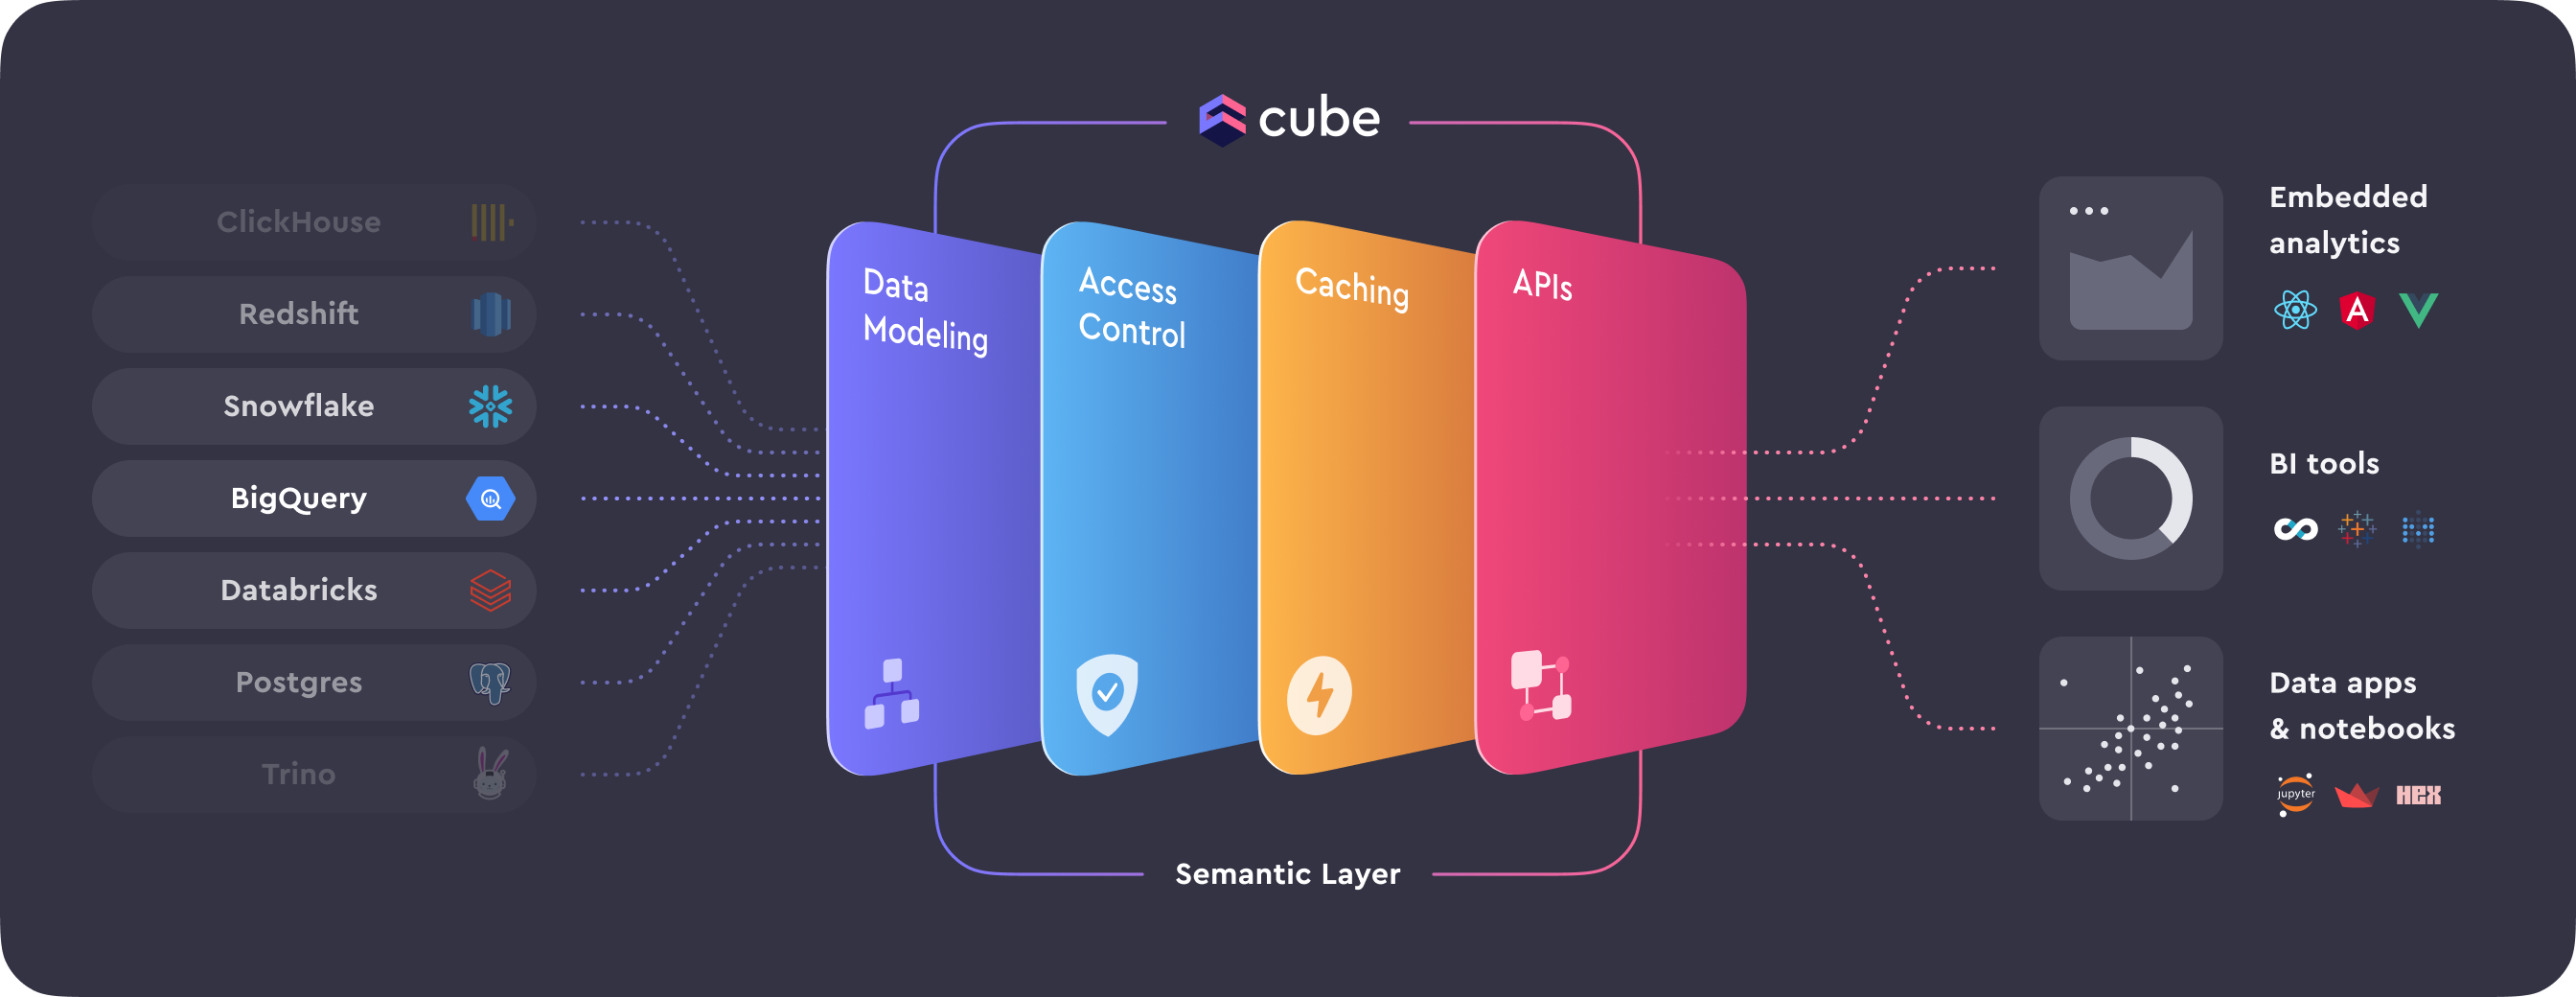 cube
ClickHouse
Redshift
Snowflake
BigQuery
Databricks
Postgres
Trino
Data
Modeling
Access
Control
Caching
APIs
Semantic Layer
Embedded
analytics
A
BI tools
Data apps
& notebooks
jupyter
HEX